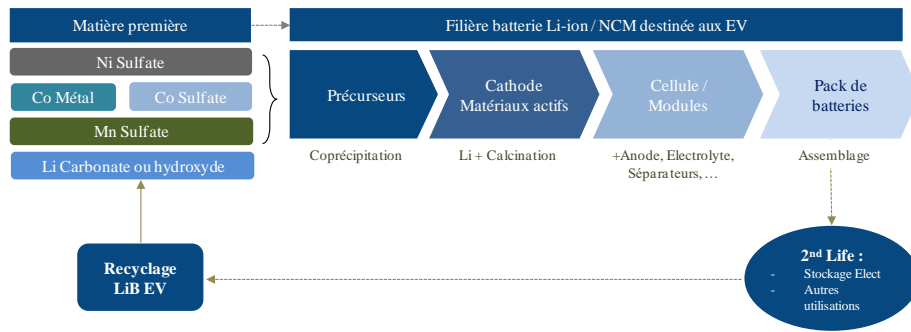 Matière première
Filière batterie Li-ion / NCM destinée aux EV
Ni Sulfate
Co Métal
Co Sulfate
Mn Sulfate
Li Carbonate ou hydroxyde
Précurseurs
Cathode
Matériaux actifs
Cellule /
Modules
Pack de
batteries
Coprécipitation
Li + Calcination
+Anode, Electrolyte,
Séparateurs, …
Assemblage
Recyclage
LiB EV
2nd Life :
- Stockage Elect
- Autres
utilisations